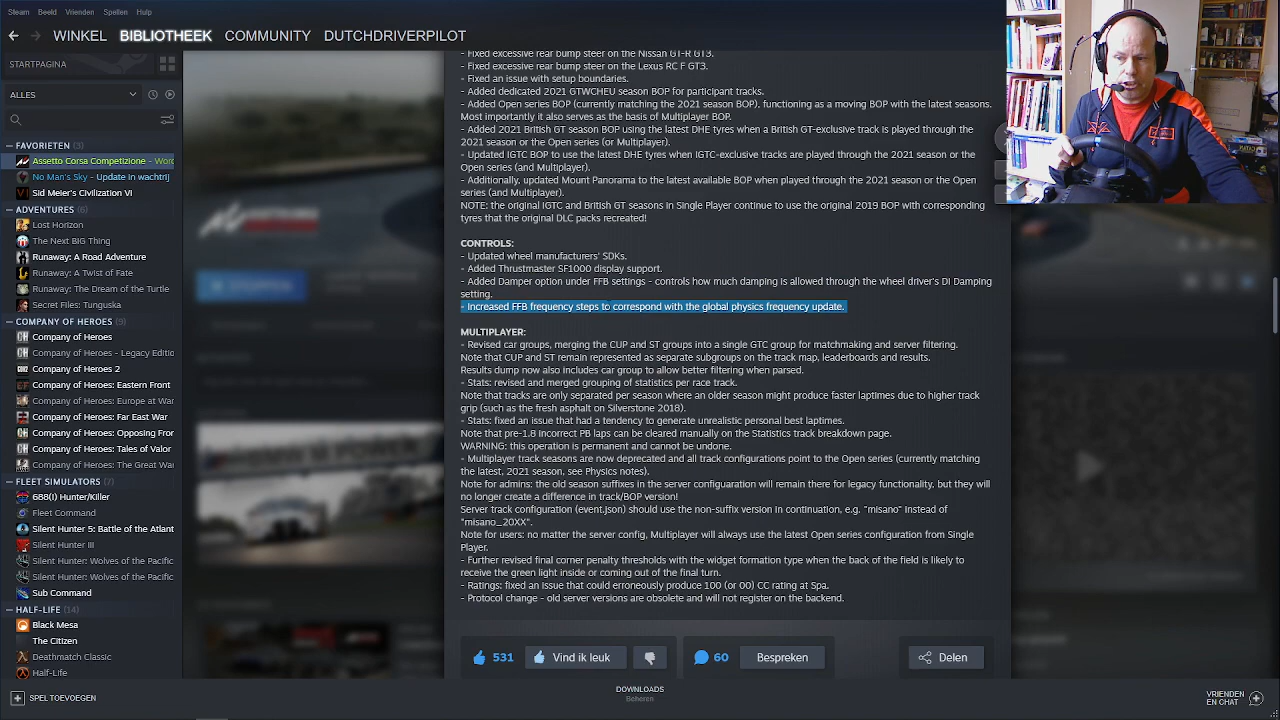 Steam Beeld Vrienden Spellen Hulp
WINKEL BIBLIOTHEEK COMMUNITY DUTCHDRIVERPILOT
STARTPAGINA
ALLES
FAVORIETEN (3)
Assetto Corsa Competizione - Word
No Man's Sky - Update in wachtrij
Sid Meier's Civilization VI
ADVENTURES (6)
Lost Horizon
The Next BIG Thing
Runaway: A Road Adventure
Runaway: A Twist of Fate
Runaway: The Dream of the Turtle
Secret Files: Tunguska
COMPANY OF HEROES (9)
Company of Heroes
Company of Heroes - Legacy Editio
Company of Heroes 2
Company of Heroes: Eastern Front
Company of Heroes: Europe at War
Company of Heroes: Far East War
Company of Heroes: Opposing Fron
Company of Heroes: Tales of Valor
Company of Heroes: The Great War
FLEET SIMULATORS (7)
688(I) Hunter/Killer
Fleet Command
Silent Hunter 5: Battle of the Atlant
Silent Hunter III
Silent Hunter: Wolves of the Pacific
Silent Hunter: Wolves of the Pacific
Sub Command
HALF-LIFE (14)
Black Mesa
The Citizen
Deathmatch Classic
Half-Life
SPEL TOEVOEGEN
- Fixed excessive rear bump steer on the Nissan GT-R GT3.
- Fixed excessive rear bump steer on the Lexus RC F GT3.
- Fixed an issue with setup boundaries.
- Added dedicated 2021 GTWCHEU season BOP for participant tracks.
- Added Open series BOP (currently matching the 2021 season BOP), functioning as a moving BOP with the latest seasons.
Most importantly it also serves as the basis of Multiplayer BOP.
- Added 2021 British GT season BOP using the latest DHE tyres when a British GT-exclusive track is played through the
2021 season or the Open series (or Multiplayer).
- Updated IGTC BOP to use the latest DHE tyres when IGTC-exclusive tracks are played through the 2021 season or the
Open series (and Multiplayer).
- Additionally, updated Mount Panorama to the latest available BOP when played through the 2021 season or the Open
series (and Multiplayer).
NOTE: the original IGTC and British GT seasons in Single Player continue to use the original 2019 BOP with corresponding
tyres that the original DLC packs recreated!
CONTROLS:
- Updated wheel manufacturers' SDKs.
- Added Thrustmaster SF1000 display support.
- Added Damper option under FFB settings - controls how much damping is allowed through the wheel driver's DI Damping
setting.
- Increased FFB frequency steps to correspond with the global physics frequency update.
MULTIPLAYER:
- Revised car groups, merging the CUP and ST groups into a single GTC group for matchmaking and server filtering.
Note that CUP and ST remain represented as separate subgroups on the track map, leaderboards and results.
Results dump now also includes car group to allow better filtering when parsed.
- Stats: revised and merged grouping of statistics per race track.
Note that tracks are only separated per season where an older season might produce faster laptimes due to higher track
grip (such as the fresh asphalt on Silverstone 2018).
- Stats: fixed an issue that had a tendency to generate unrealistic personal best laptimes.
Note that pre-1.8 incorrect PB laps can be cleared manually on the Statistics track breakdown page.
WARNING: this operation is permanent and cannot be undone.
- Multiplayer track seasons are now deprecated and all track configurations point to the Open series (currently matching
the latest, 2021 season, see Physics notes).
Note for admins: the old season suffixes in the server configuaration will remain there for legacy functionality, but they will
no longer create a difference in track/BOP version!
Server track configuration (event.json) should use the non-suffix version in continuation, e.g. "misano" instead of
"misano_20XX".
Note for users: no matter the server config, Multiplayer will always use the latest Open series configuration from Single
Player.
- Further revised final corner penalty thresholds with the widget formation type when the back of the field is likely to
receive the green light inside or coming out of the final turn.
- Ratings: fixed an issue that could erroneously produce 100 (or 00) CC rating at Spa.
- Protocol change - old server versions are obsolete and will not register on the backend.
531 Vind ik leuk 60 Bespreken Delen
DOWNLOADS
Beheren
VRIENDEN
EN CHAT